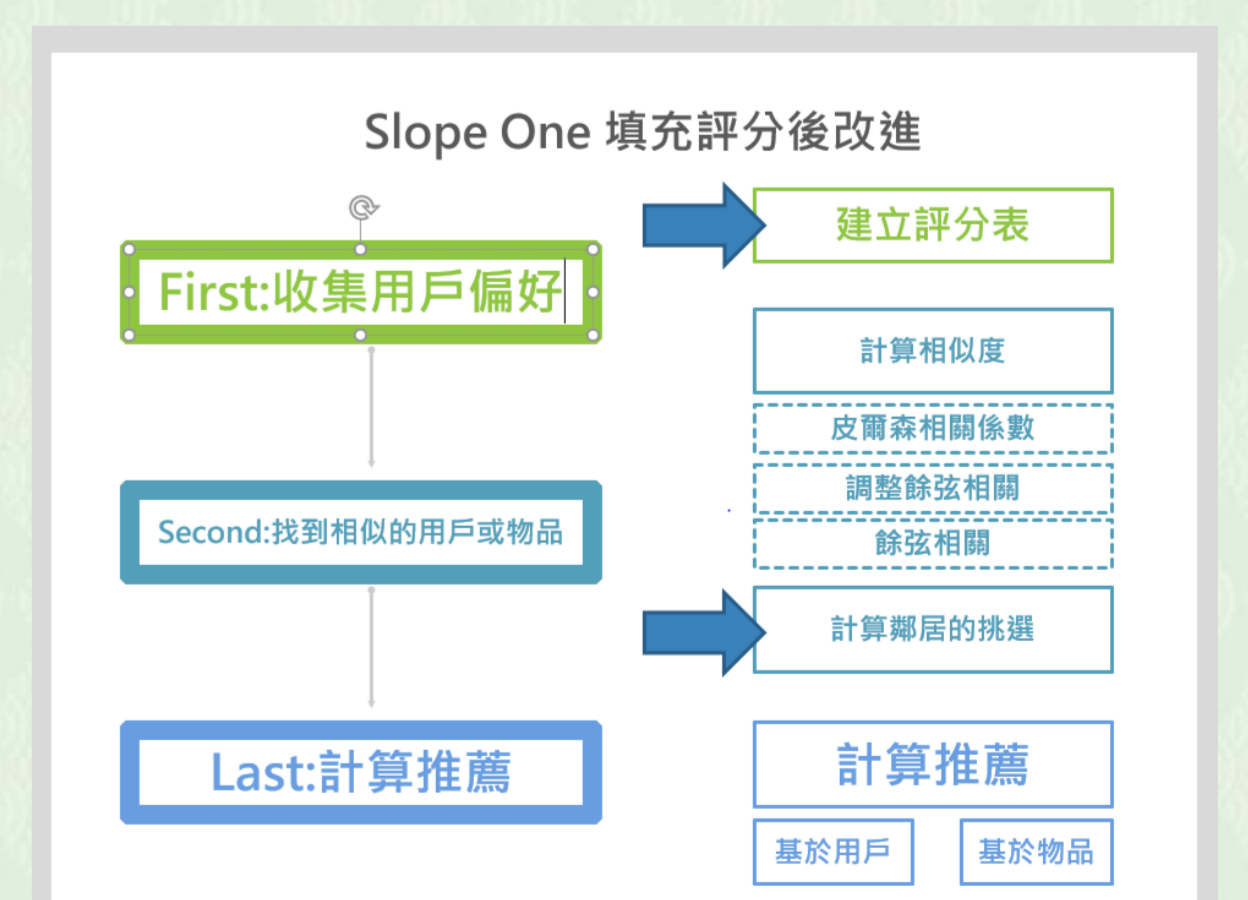 Slope One 填充評分後改進
First:收集用戶偏好
Second:找到相似的用戶或物品
Last:計算推薦
建立評分表
計算相似度
皮爾森相關係數
調整餘弦相關
餘弦相關
計算鄰居的挑選
計算推薦
基於用戶
基於物品